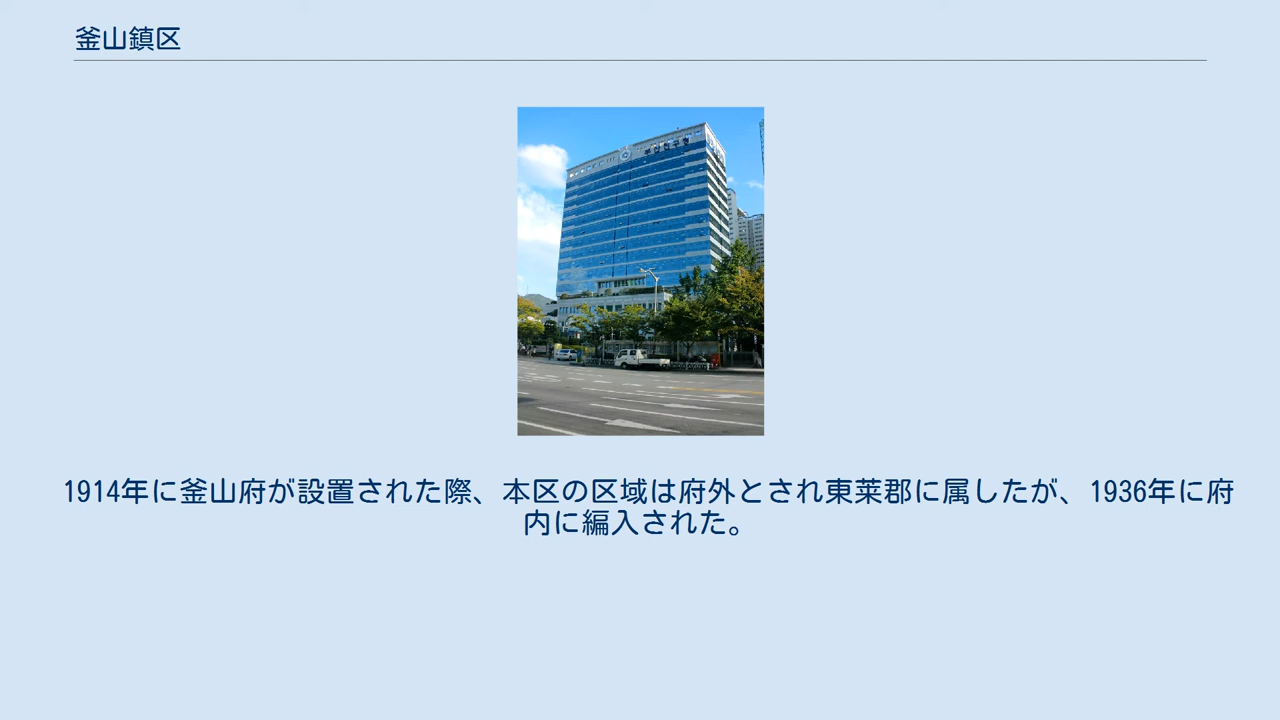 釜山鎮区
1914年に釜山府が設置された際、本区の区域は府外とされ東莱郡に属したが、1936年に府
内に編入された。